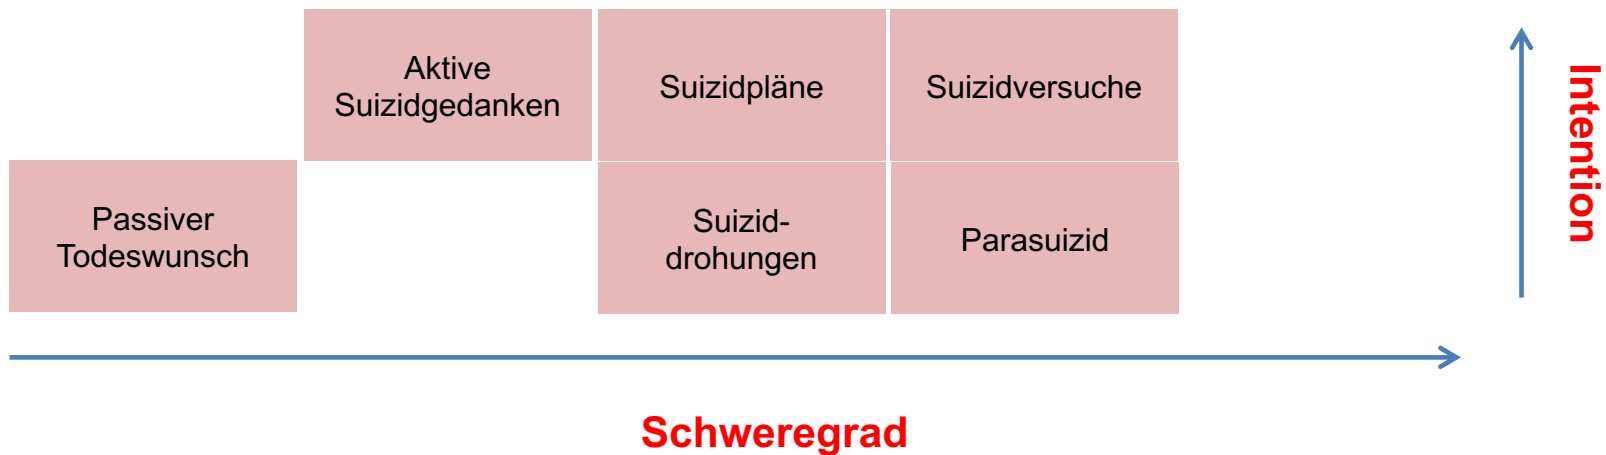 Aktive
Suizidgedanken
Suizidpläne
Suizidversuche
Passiver
Todeswunsch
Suizid-
drohungen
Parasuizid
Intention
Schweregrad